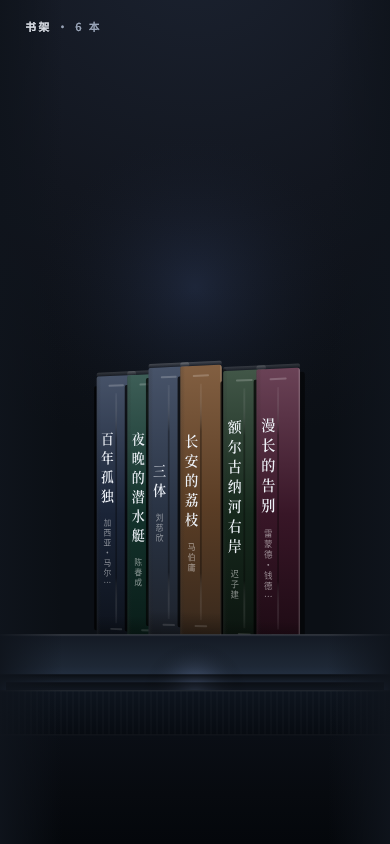 书架 · 6 本
百年孤独
加西亚·马尔…
夜晚的潜水艇
陈春成
三体
刘慈欣
长安的荔枝
马伯庸
额尔古纳河右岸
迟子建
漫长的告别
雷蒙德·钱德…